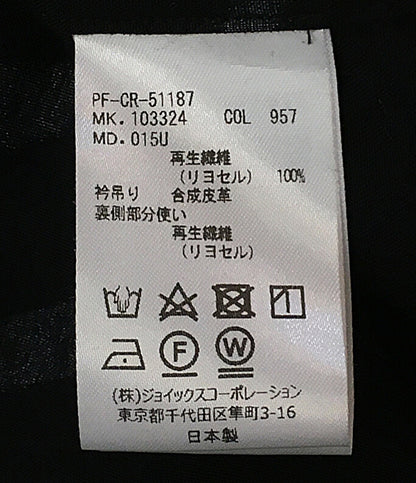 PF-CR-51187
MK.103324 COL 957
MD.015U
再生繊維
(リヨセル) 100%
衿吊り 合成皮革
裏側部分使い
再生繊維
(リヨセル)
F W
(株)ジョイックスコーポレーション
東京都千代田区隼町3-16
日本製